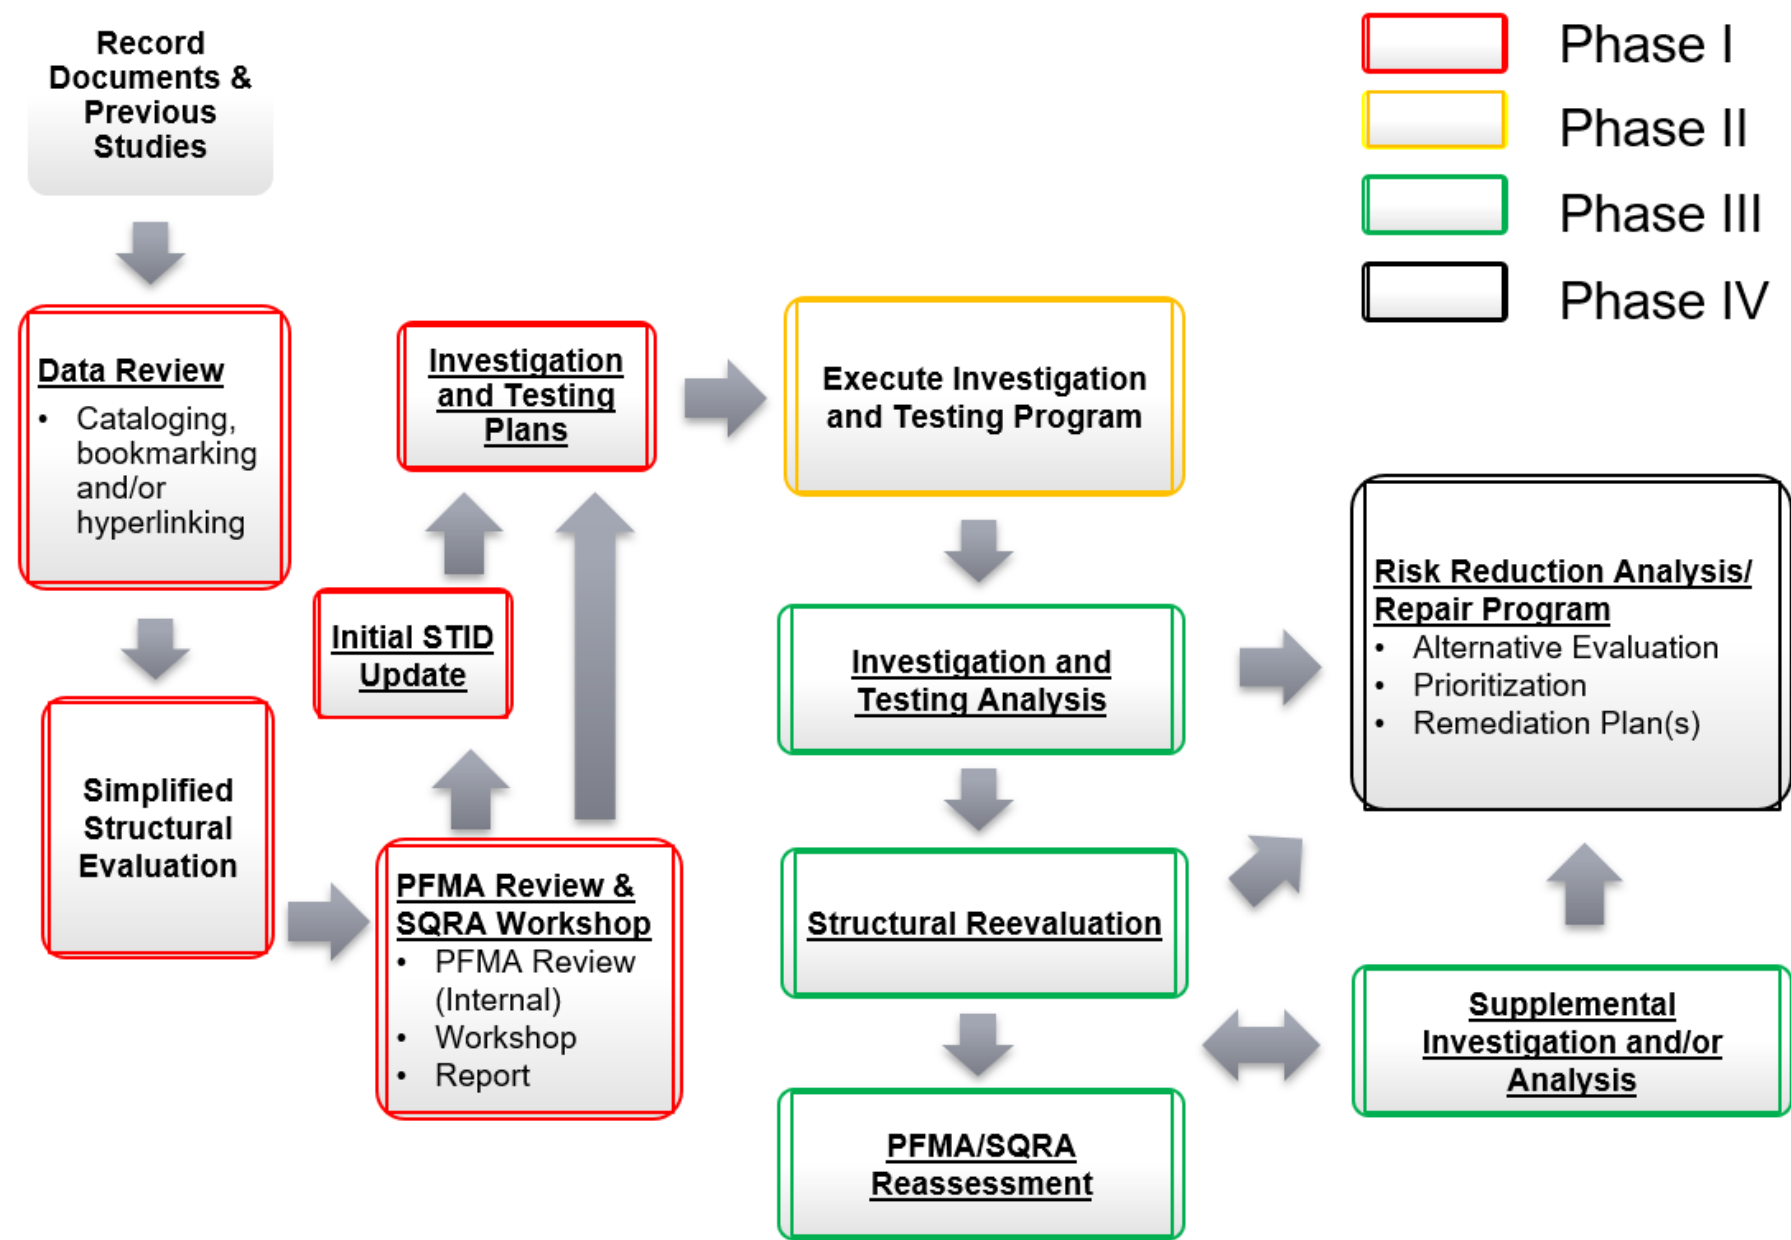 Record
Documents &
Previous
Studies
Phase I
Phase II
Phase III
Phase IV
Data Review
• Cataloging,
bookmarking
and/or
hyperlinking
Simplified
Structural
Evaluation
PFMA Review &
SQRA Workshop
• PFMA Review
(Internal)
• Workshop
• Report
Initial STID
Update
Investigation
and Testing
Plans
Execute Investigation
and Testing Program
Investigation and
Testing Analysis
Structural Reevaluation
PFMA/SQRA
Reassessment
Supplemental
Investigation and/or
Analysis
Risk Reduction Analysis/
Repair Program
• Alternative Evaluation
• Prioritization
• Remediation Plan(s)